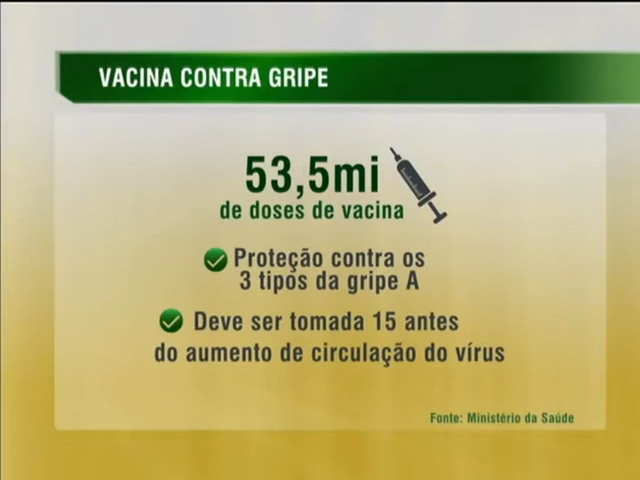 VACINA CONTRA GRIPE
53,5mi
de doses de vacina
Proteção contra os
3 tipos da gripe A
Deve ser tomada 15 antes
do aumento de circulação do vírus
Fonte: Ministério da Saúde